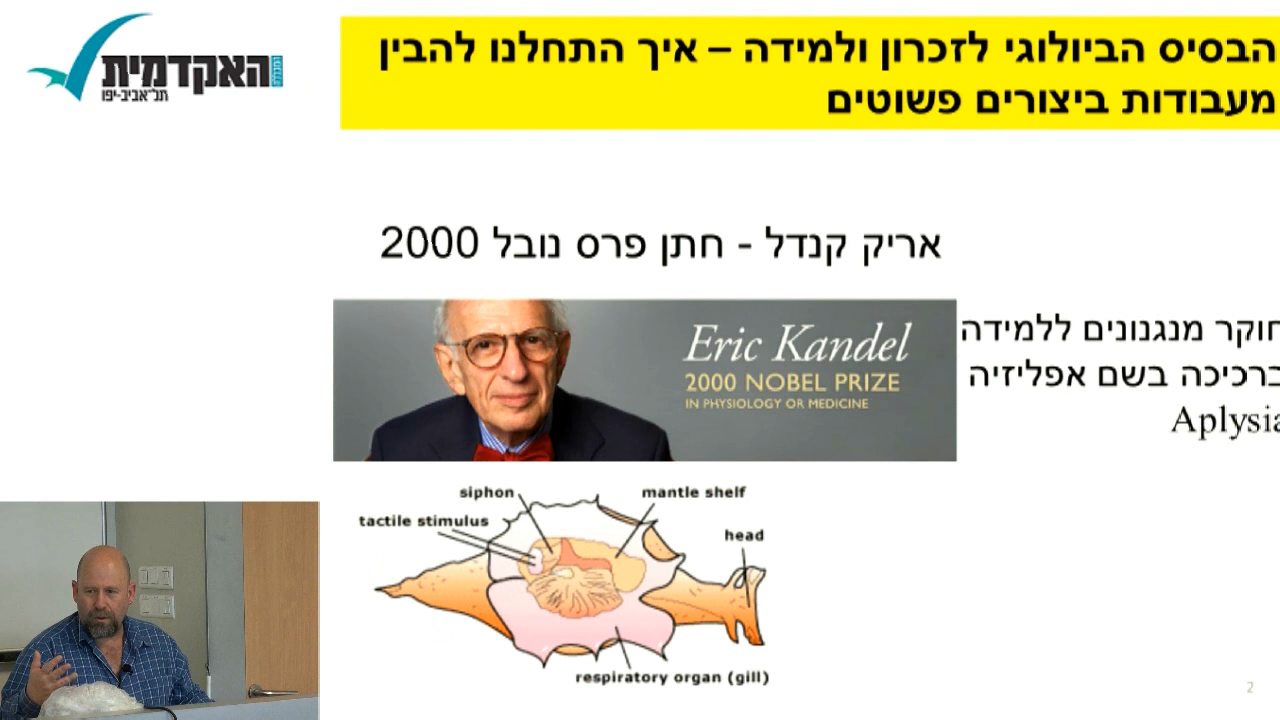 האקדמית
תל־אביב-יפו
הבסיס הביולוגי לזכרון ולמידה – איך התחלנו להבין
מעבודות ביצורים פשוטים
אריק קנדל - חתן פרס נובל 2000
Eric Kandel
2000 NOBEL PRIZE
IN PHYSIOLOGY OR MEDICINE
חוקר מנגנונים ללמידה
ברכיכה בשם אפליזיה
Aplysia
siphon
mantle shelf
tactile stimulus
head
respiratory organ (gill)
2